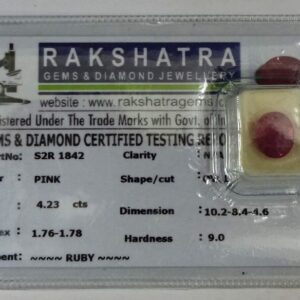 RAKSHATRA
GEMS & DIAMOND JEWELLERY
website : www.rakshatragems.
istered Under The Trade Marks with Govt. of In
MS & DIAMOND CERTIFIED TESTING REPO
rtNo: S2R 1842 Clarity
PINK Shape/cut :
4.23 cts Dimension : 10.2-8.4-4.6
ex : 1.76-1.78 Hardness : 9.0
ent: ~~~~ RUBY ~~~~